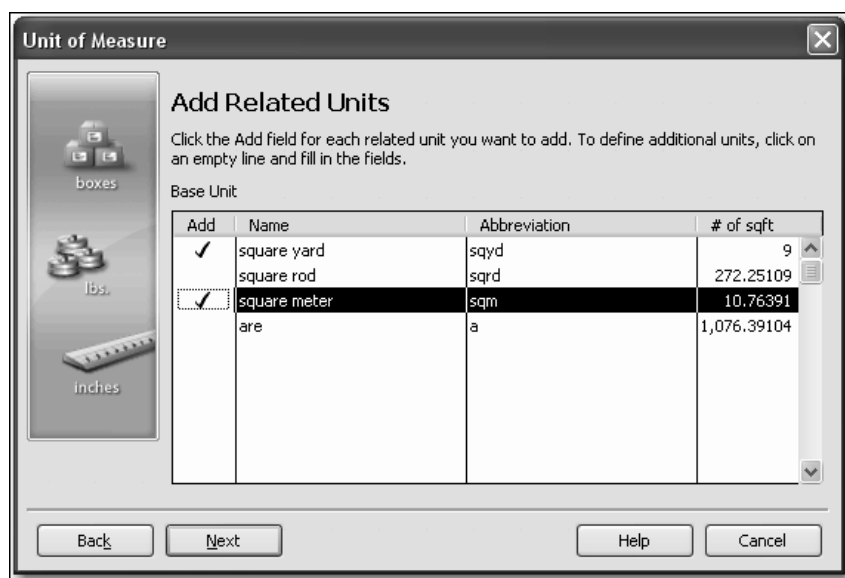 Unit of Measure
boxes
lbs.
inches
Add Related Units
Click the Add field for each related unit you want to add. To define additional units, click on
an empty line and fill in the fields.
Base Unit
Add Name Abbreviation # of sqft
✓ square yard sqyd 9
square rod sqrd 272.25109
✓ square meter sqm 10.76391
are a 1,076.39104
Back Next Help Cancel